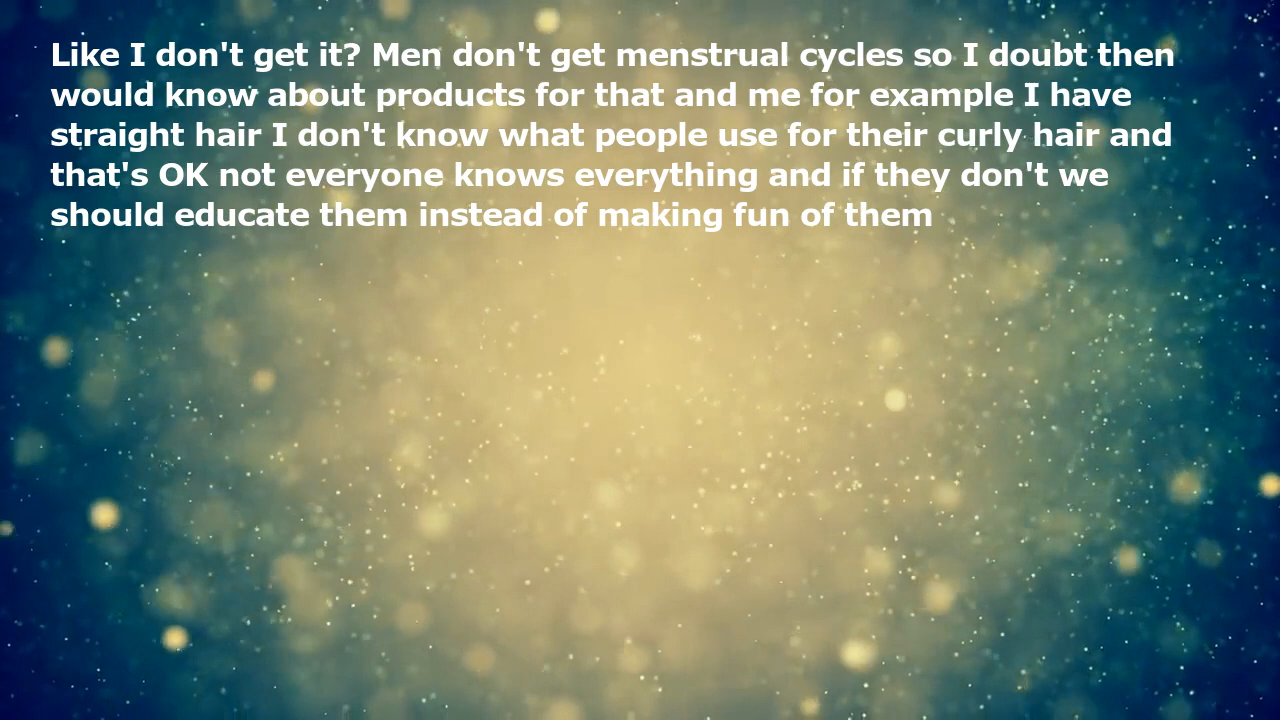 Like I don't get it? Men don't get menstrual cycles so I doubt then
would know about products for that and me for example I have
straight hair I don't know what people use for their curly hair and
that's OK not everyone knows everything and if they don't we
should educate them instead of making fun of them